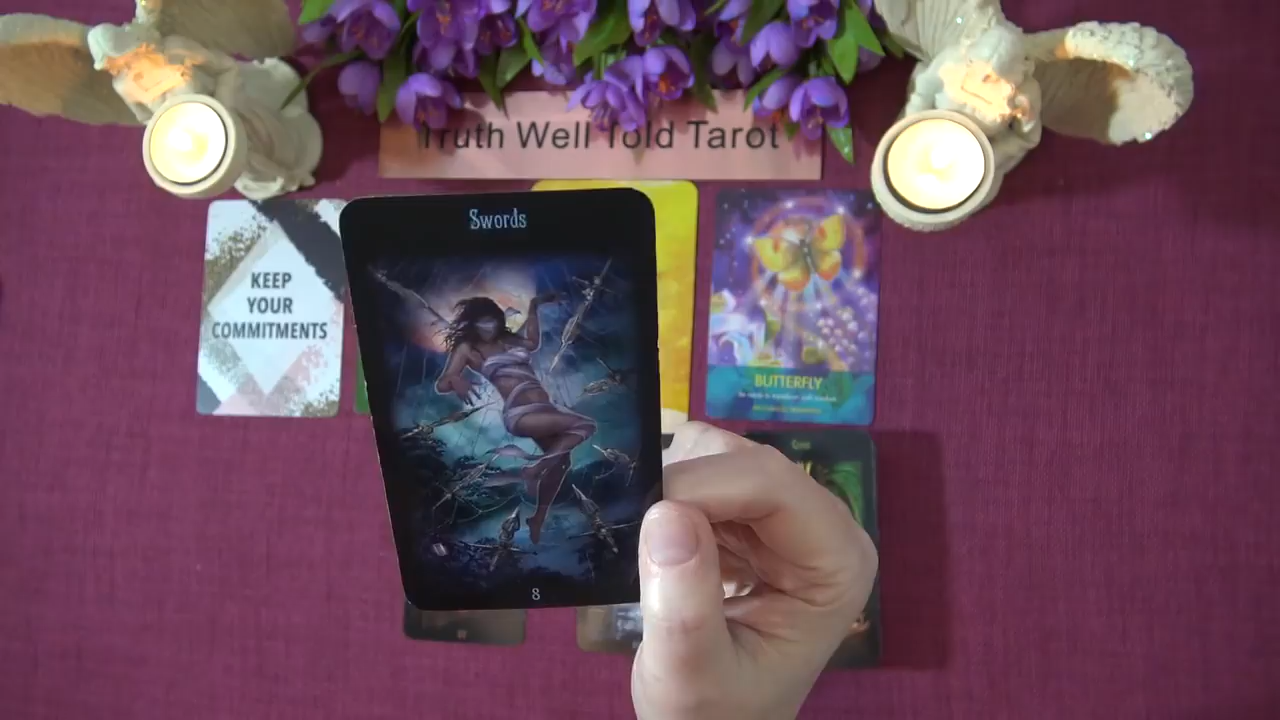 Truth Well Told Tarot
Swords
KEEP
YOUR
COMMITMENTS
BUTTERFLY
8